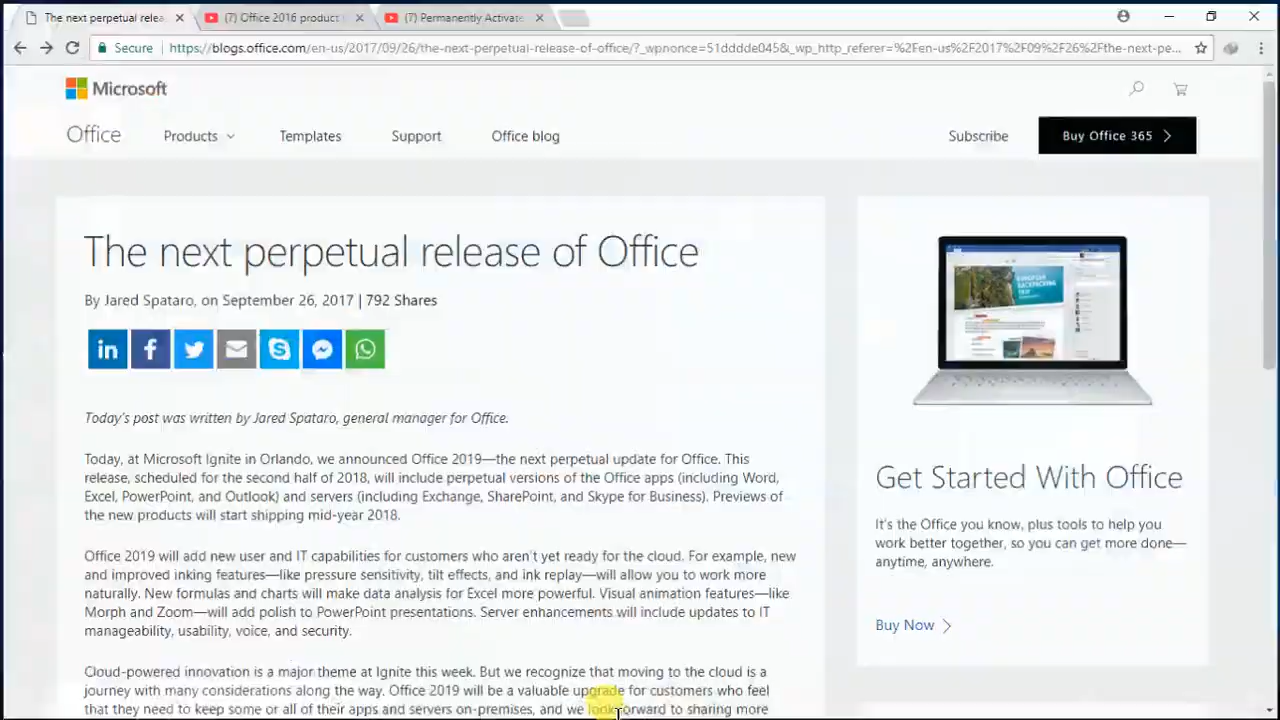 The next perpetual relea
(7) Office 2016 product
(7) Permanently Activate
Secure
https://blogs.office.com/en-us/2017/09/26/the-next-perpetual-release-of-office/?_wpnonce=51dddde045&_wp_http_referer=%2Fen-us%2F2017%2F09%2F26%2Fthe-next-pe...
Microsoft
Office Products Templates Support Office blog Subscribe Buy Office 365
The next perpetual release of Office
By Jared Spataro, on September 26, 2017 | 792 Shares
Today's post was written by Jared Spataro, general manager for Office.
Today, at Microsoft Ignite in Orlando, we announced Office 2019—the next perpetual update for Office. This
release, scheduled for the second half of 2018, will include perpetual versions of the Office apps (including Word,
Excel, PowerPoint, and Outlook) and servers (including Exchange, SharePoint, and Skype for Business). Previews of
the new products will start shipping mid-year 2018.
Office 2019 will add new user and IT capabilities for customers who aren't yet ready for the cloud. For example, new
and improved inking features—like pressure sensitivity, tilt effects, and ink replay—will allow you to work more
naturally. New formulas and charts will make data analysis for Excel more powerful. Visual animation features—like
Morph and Zoom—will add polish to PowerPoint presentations. Server enhancements will include updates to IT
manageability, usability, voice, and security.
Cloud-powered innovation is a major theme at Ignite this week. But we recognize that moving to the cloud is a
journey with many considerations along the way. Office 2019 will be a valuable upgrade for customers who feel
that they need to keep some or all of their apps and servers on-premises, and we look forward to sharing more
Get Started With Office
It's the Office you know, plus tools to help you
work better together, so you can get more done—
anytime, anywhere.
Buy Now